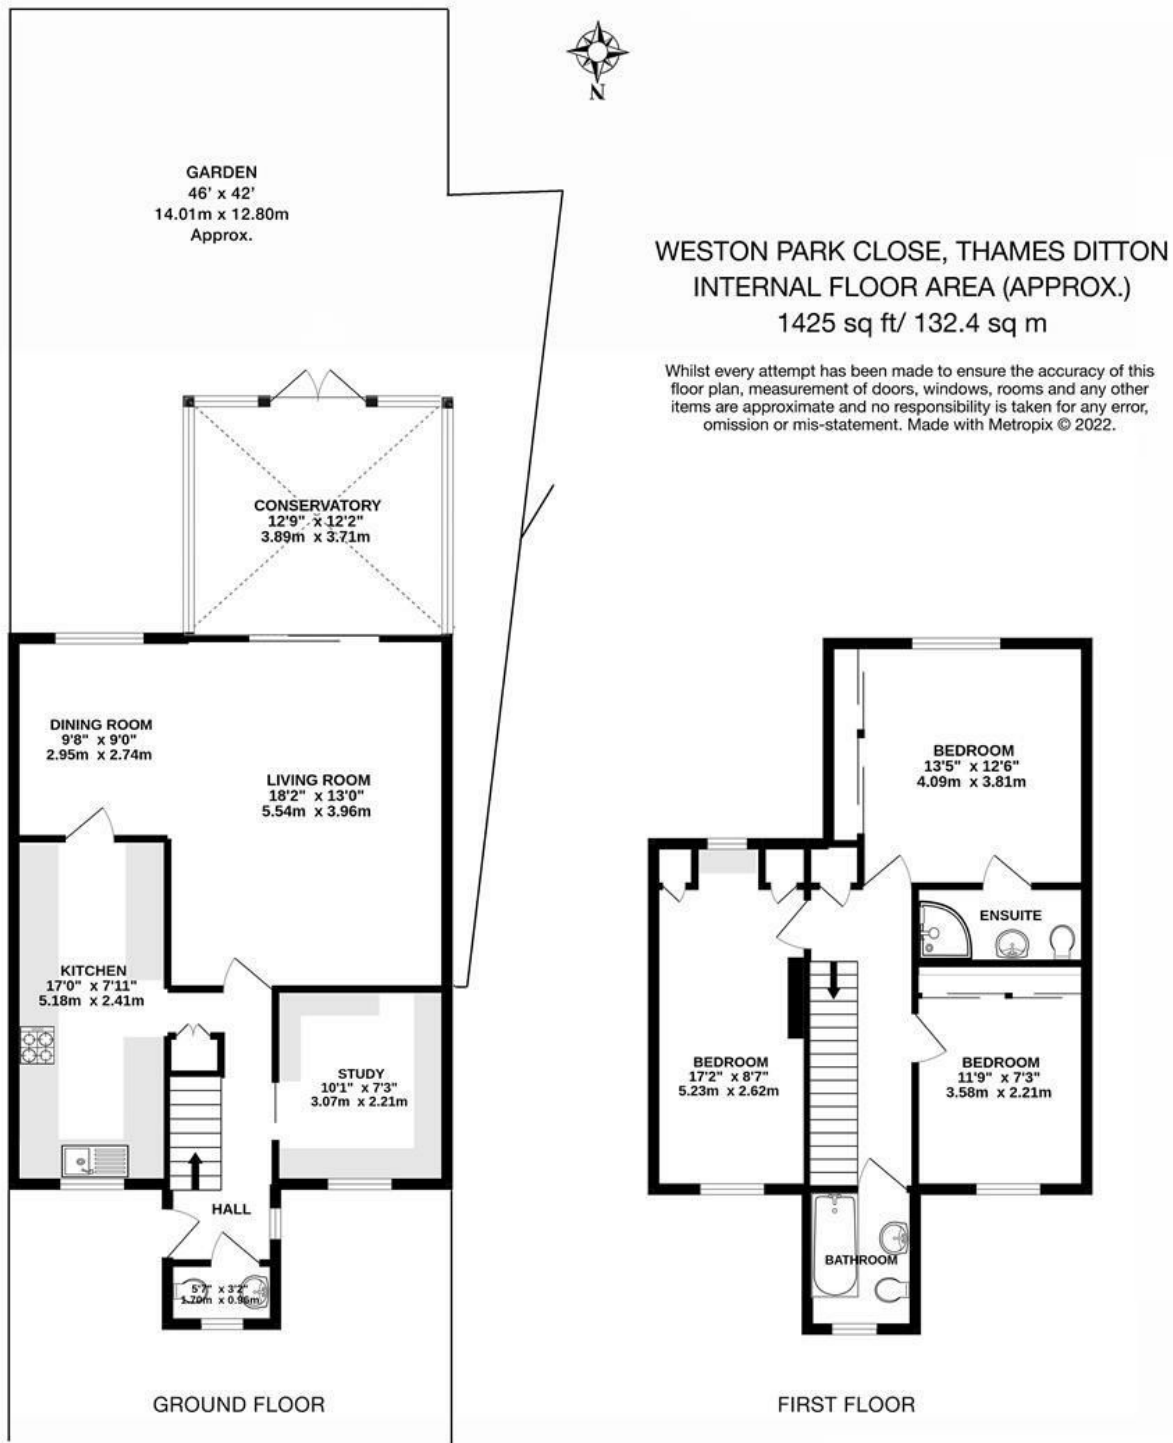 N
GARDEN
46' x 42'
14.01m x 12.80m
Approx.
WESTON PARK CLOSE, THAMES DITTON
INTERNAL FLOOR AREA (APPROX.)
1425 sq ft/ 132.4 sq m
Whilst every attempt has been made to ensure the accuracy of this
floor plan, measurement of doors, windows, rooms and any other
items are approximate and no responsibility is taken for any error,
omission or mis-statement. Made with Metropix © 2022.
CONSERVATORY
12'9" x 12'2"
3.89m x 3.71m
DINING ROOM
9'8" x 9'0"
2.95m x 2.74m
LIVING ROOM
18'2" x 13'0"
5.54m x 3.96m
KITCHEN
17'0" x 7'11"
5.18m x 2.41m
STUDY
10'1" x 7'3"
3.07m x 2.21m
HALL
5'7" x 3'2"
1.70m x 0.96m
GROUND FLOOR
BEDROOM
13'5" x 12'6"
4.09m x 3.81m
ENSUITE
BEDROOM
17'2" x 8'7"
5.23m x 2.62m
BEDROOM
11'9" x 7'3"
3.58m x 2.21m
BATHROOM
FIRST FLOOR